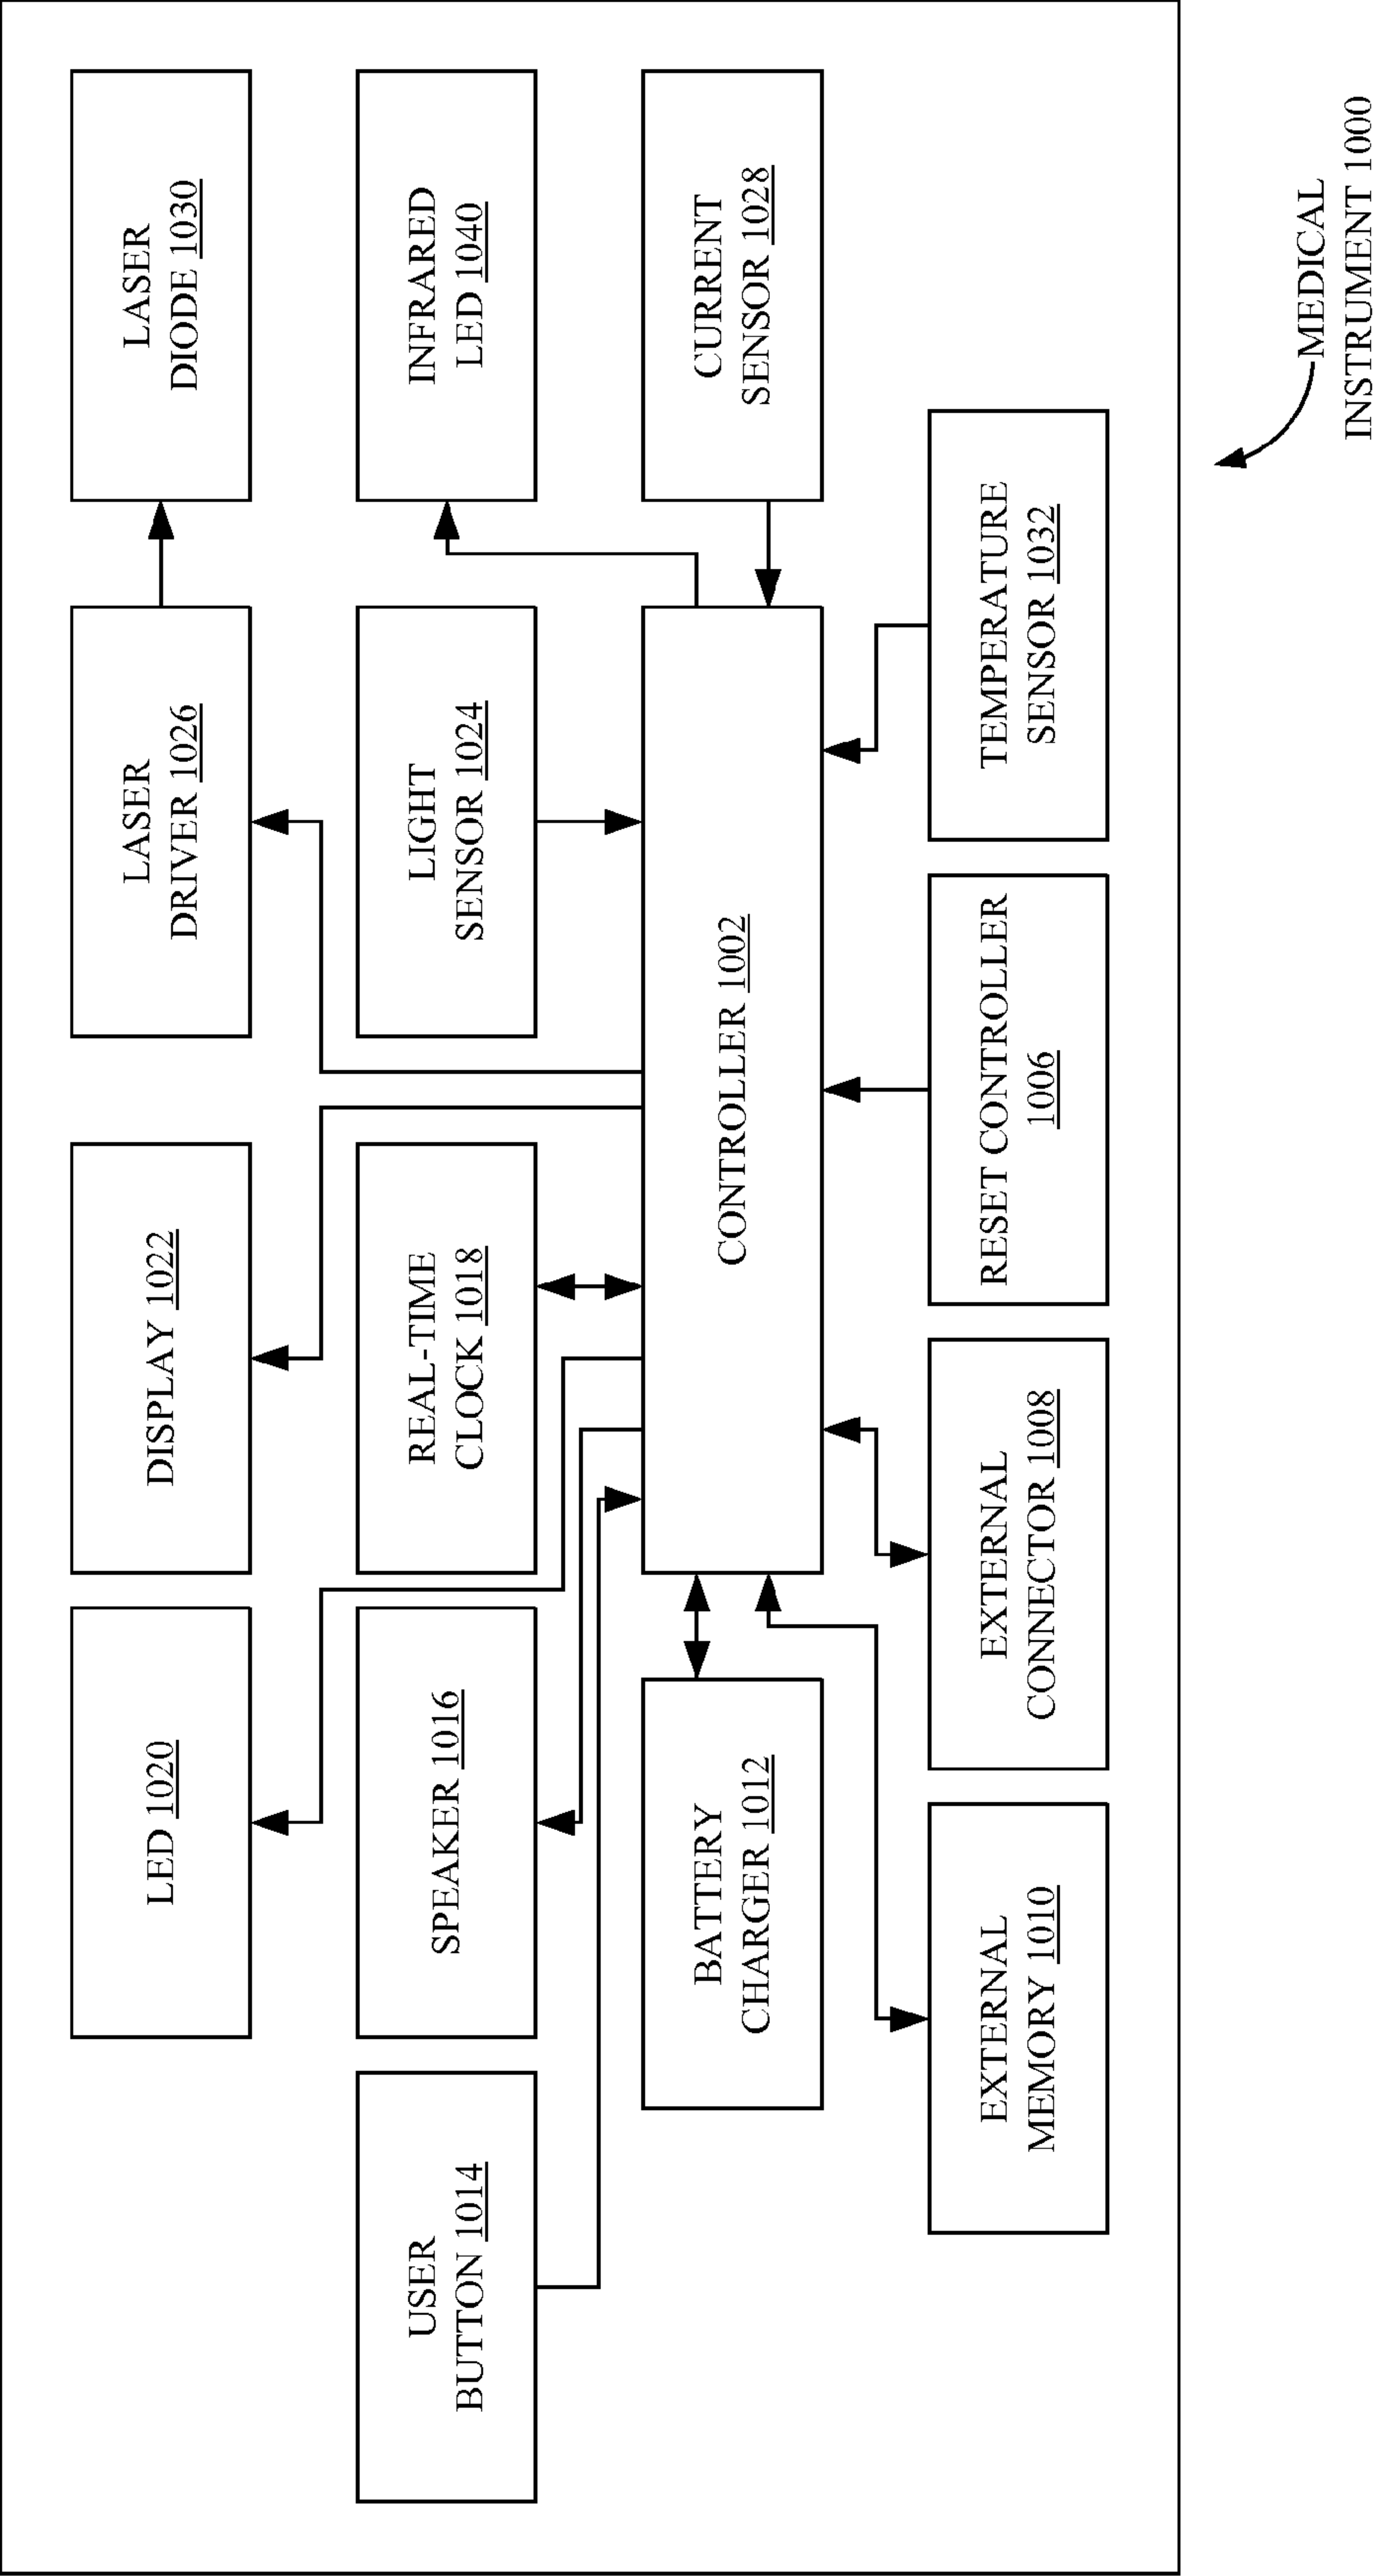 LED 1020
DISPLAY 1022
LASER
DRIVER 1026
LASER
DIODE 1030
USER
BUTTON 1014
SPEAKER 1016
REAL-TIME
CLOCK 1018
LIGHT
SENSOR 1024
INFRARED
LED 1040
BATTERY
CHARGER 1012
CONTROLLER 1002
CURRENT
SENSOR 1028
EXTERNAL
MEMORY 1010
EXTERNAL
CONNECTOR 1008
RESET CONTROLLER
1006
TEMPERATURE
SENSOR 1032
MEDICAL
INSTRUMENT 1000